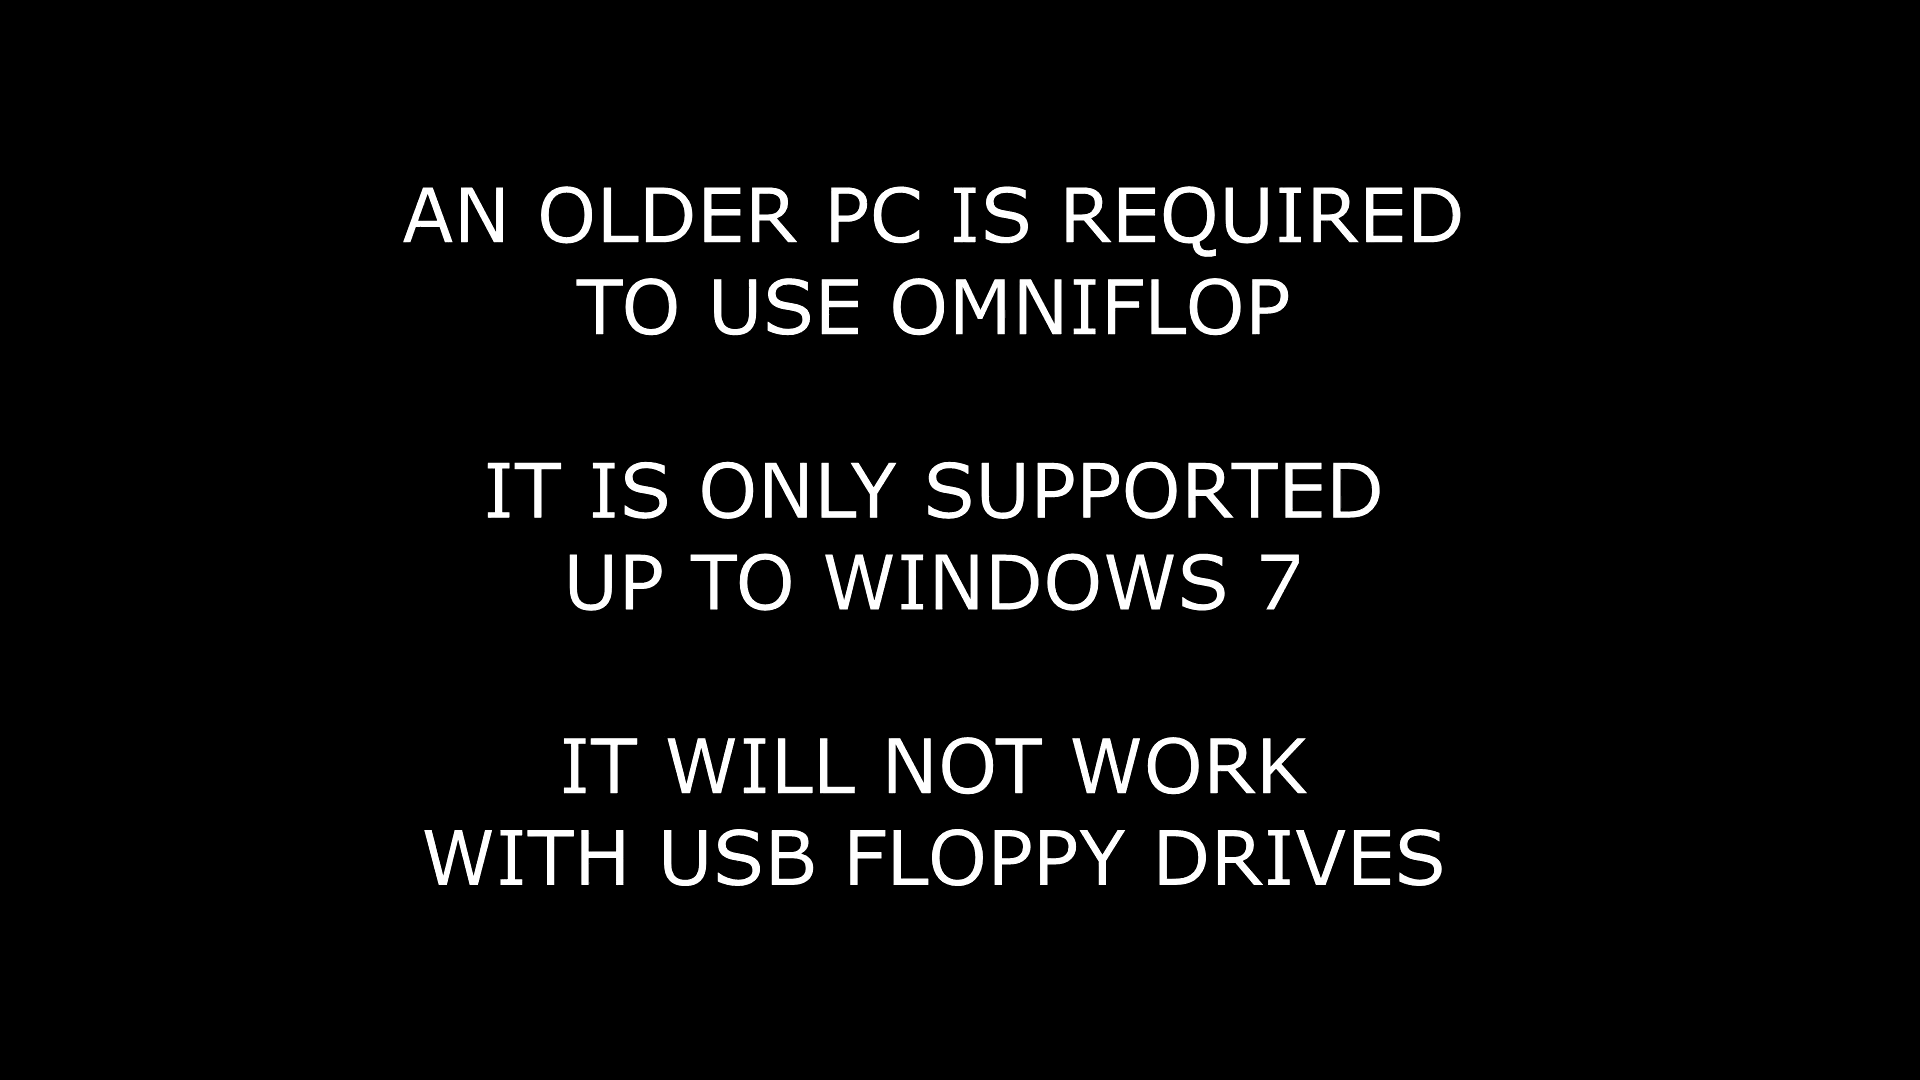 AN OLDER PC IS REQUIRED
TO USE OMNIFLOP
IT IS ONLY SUPPORTED
UP TO WINDOWS 7
IT WILL NOT WORK
WITH USB FLOPPY DRIVES